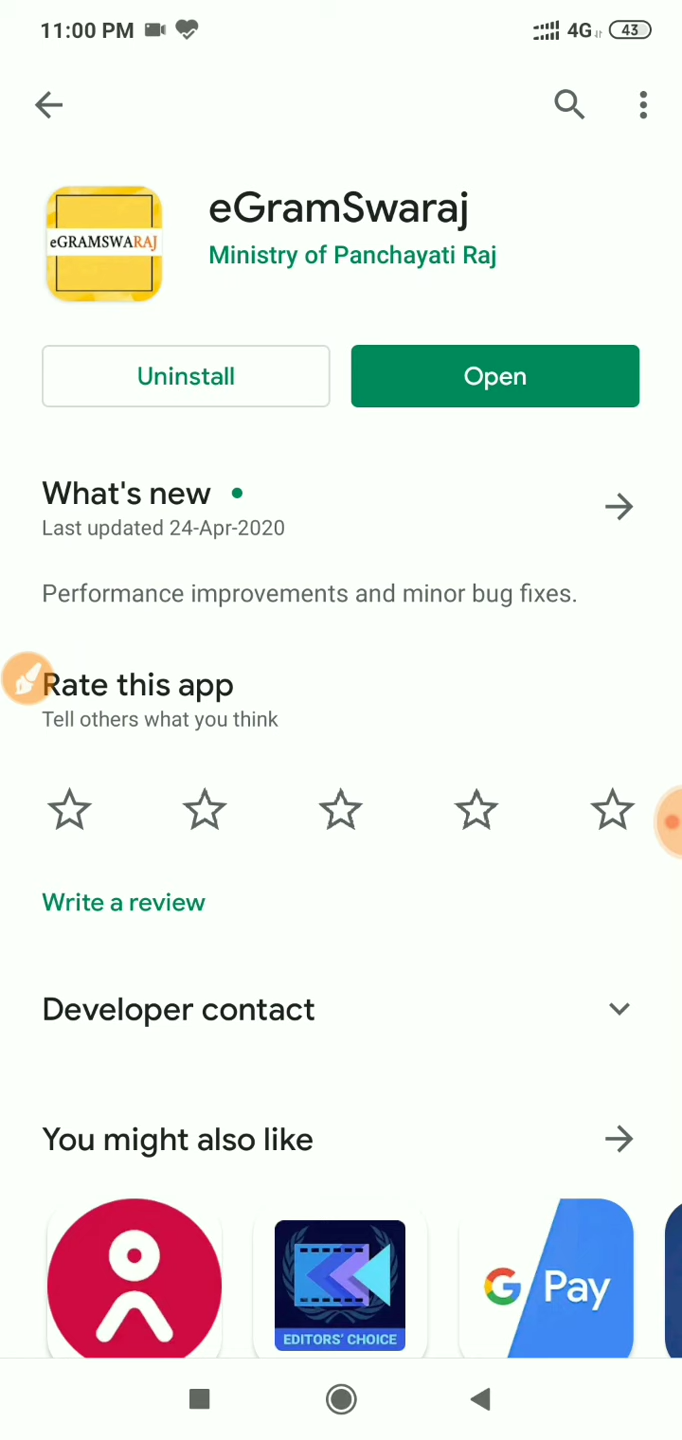 11:00 PM 4G 43
eGramSwaraj
eGRAMSWARAJ
Ministry of Panchayati Raj
Uninstall Open
What's new
Last updated 24-Apr-2020
Performance improvements and minor bug fixes.
Rate this app
Tell others what you think
Write a review
Developer contact
You might also like
G Pay
EDITORS' CHOICE